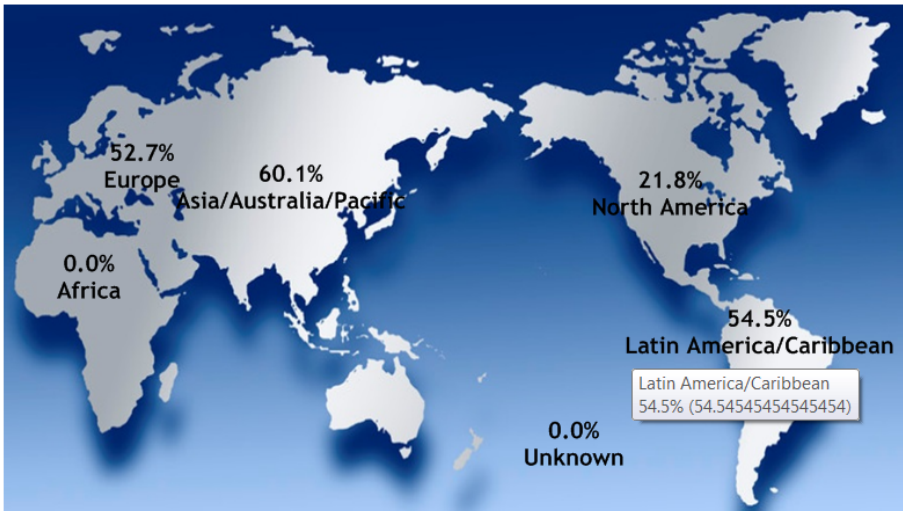 52.7%
Europe
60.1%
Asia/Australia/Pacific
21.8%
North America
0.0%
Africa
54.5%
Latin America/Caribbean
Latin America/Caribbean
54.5% (54.54545454545454)
0.0%
Unknown